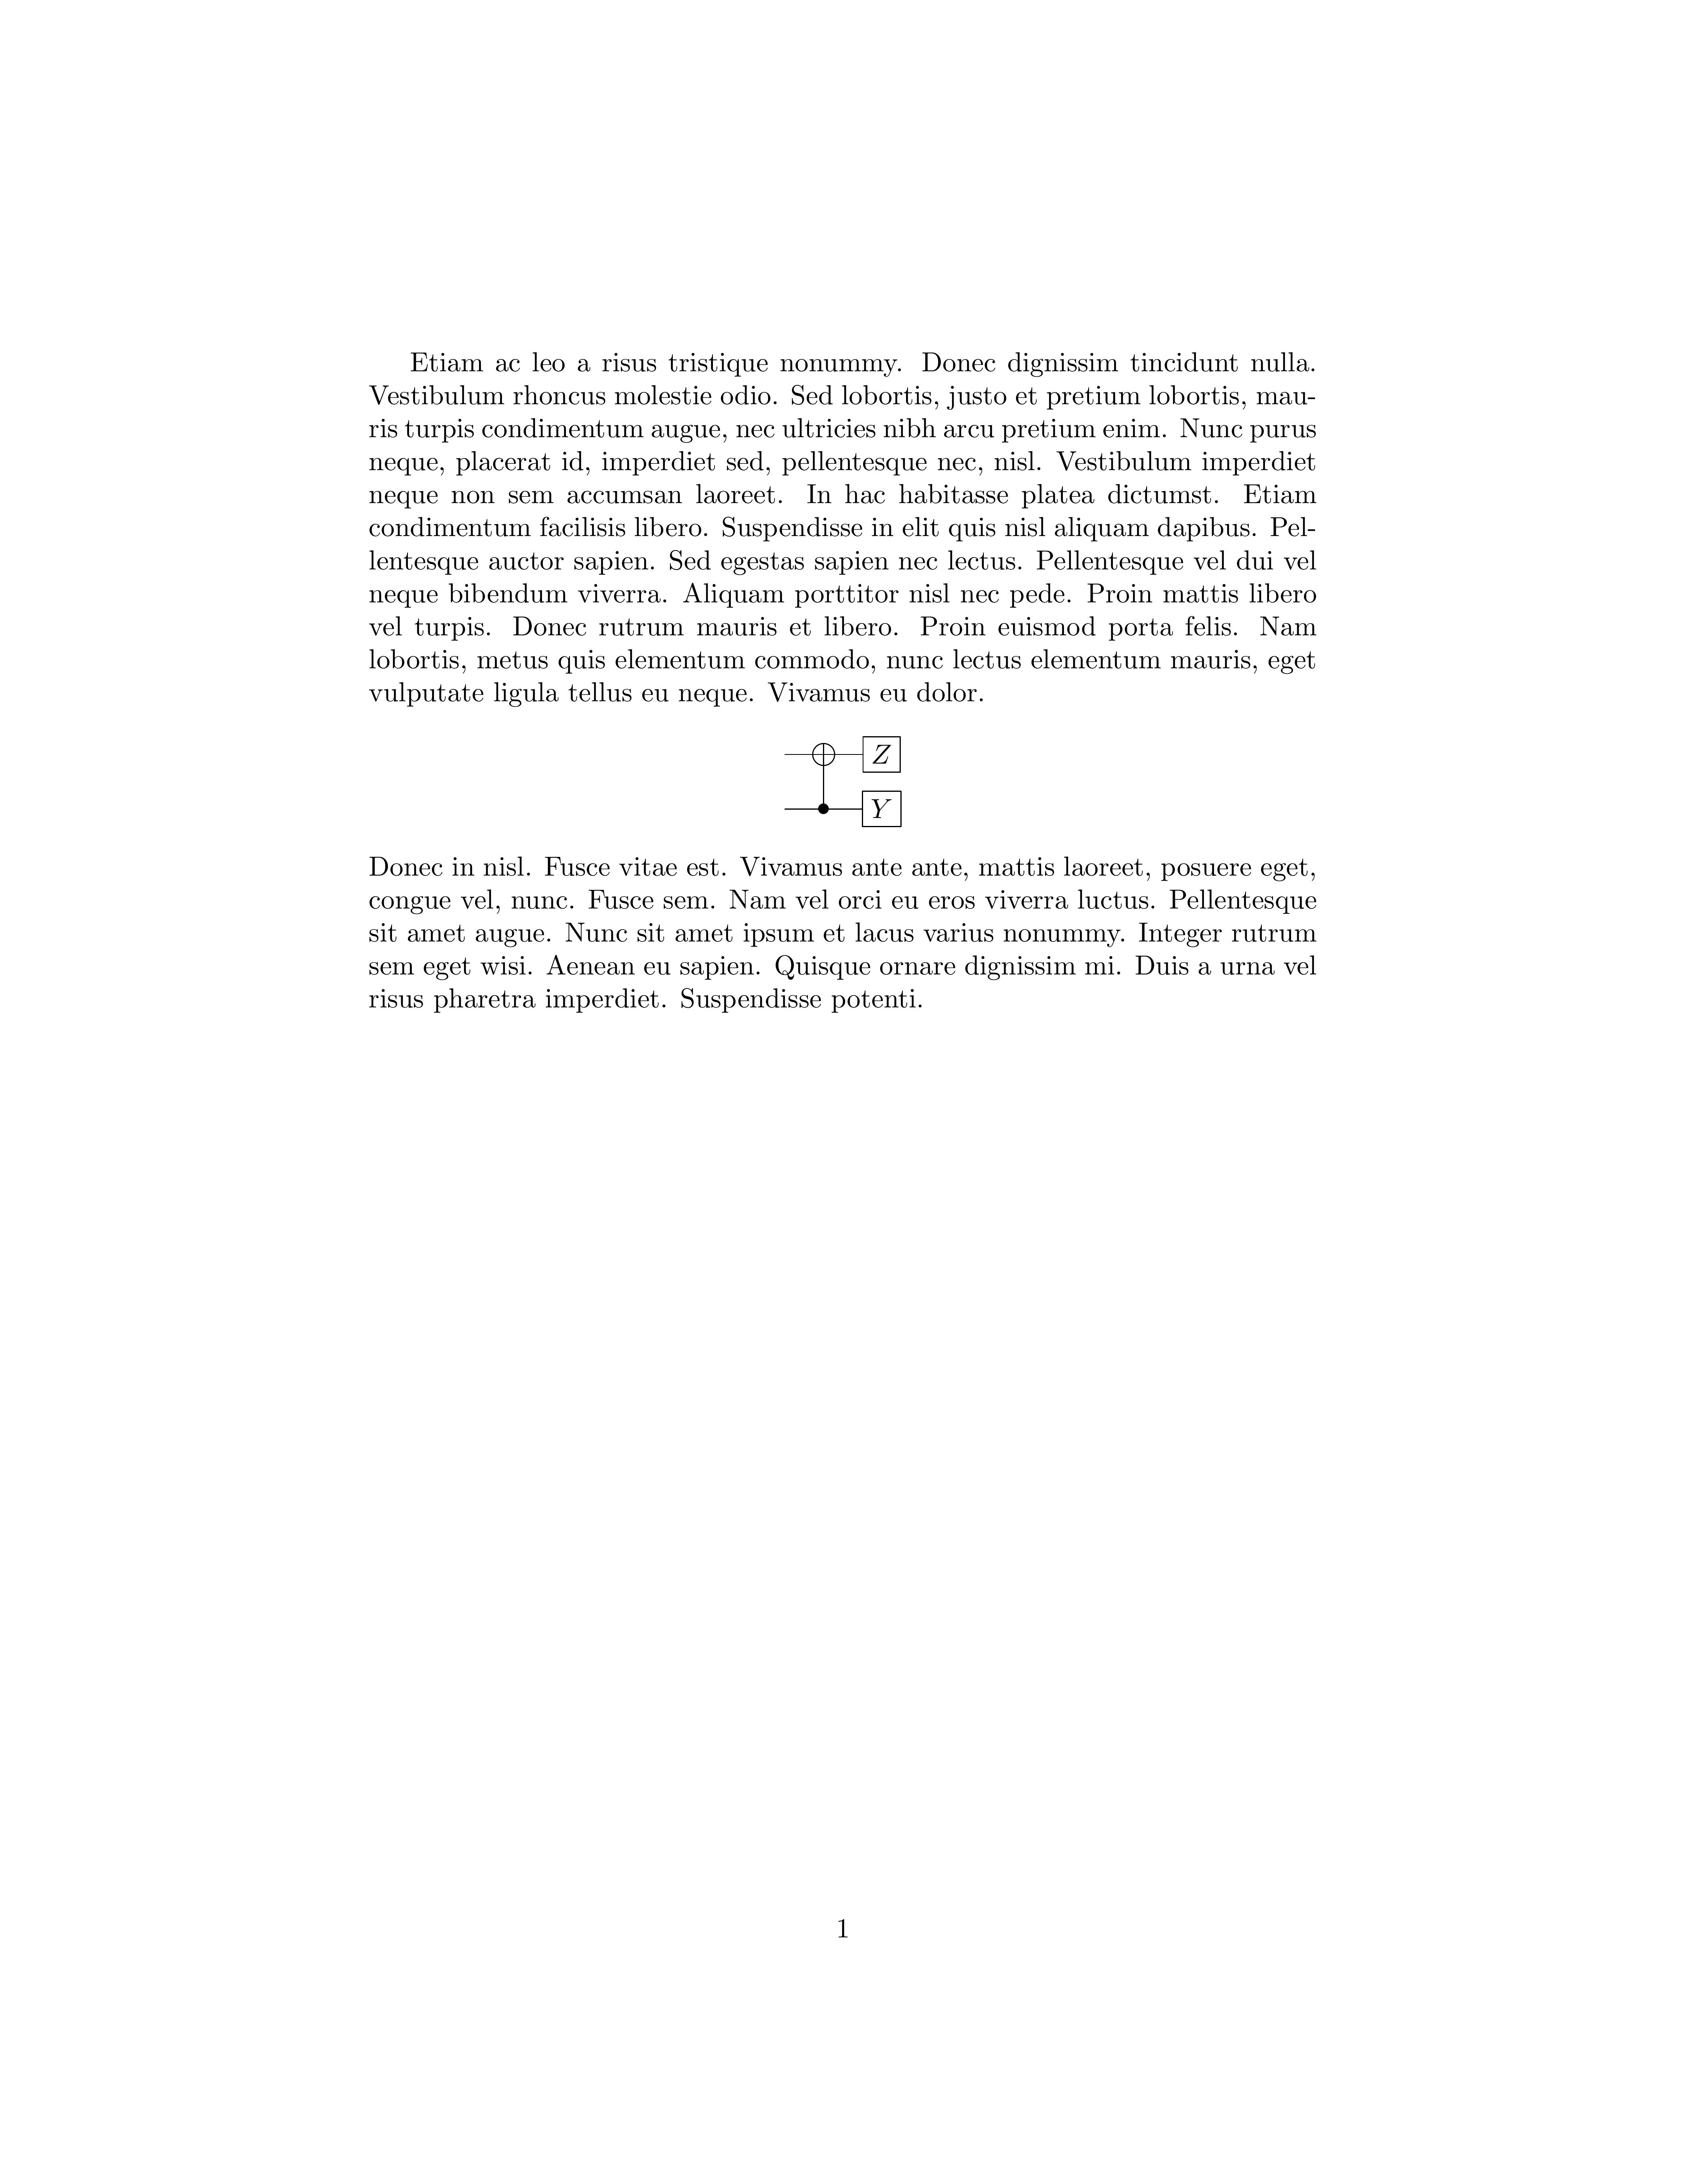 Etiam ac leo a risus tristique nonummy. Donec dignissim tincidunt nulla.
Vestibulum rhoncus molestie odio. Sed lobortis, justo et pretium lobortis, mau-
ris turpis condimentum augue, nec ultricies nibh arcu pretium enim. Nunc purus
neque, placerat id, imperdiet sed, pellentesque nec, nisl. Vestibulum imperdiet
neque non sem accumsan laoreet. In hac habitasse platea dictumst. Etiam
condimentum facilisis libero. Suspendisse in elit quis nisl aliquam dapibus. Pel-
lentesque auctor sapien. Sed egestas sapien nec lectus. Pellentesque vel dui vel
neque bibendum viverra. Aliquam porttitor nisl nec pede. Proin mattis libero
vel turpis. Donec rutrum mauris et libero. Proin euismod porta felis. Nam
lobortis, metus quis elementum commodo, nunc lectus elementum mauris, eget
vulputate ligula tellus eu neque. Vivamus eu dolor.
Z
Y
Donec in nisl. Fusce vitae est. Vivamus ante ante, mattis laoreet, posuere eget,
congue vel, nunc. Fusce sem. Nam vel orci eu eros viverra luctus. Pellentesque
sit amet augue. Nunc sit amet ipsum et lacus varius nonummy. Integer rutrum
sem eget wisi. Aenean eu sapien. Quisque ornare dignissim mi. Duis a urna vel
risus pharetra imperdiet. Suspendisse potenti.
1